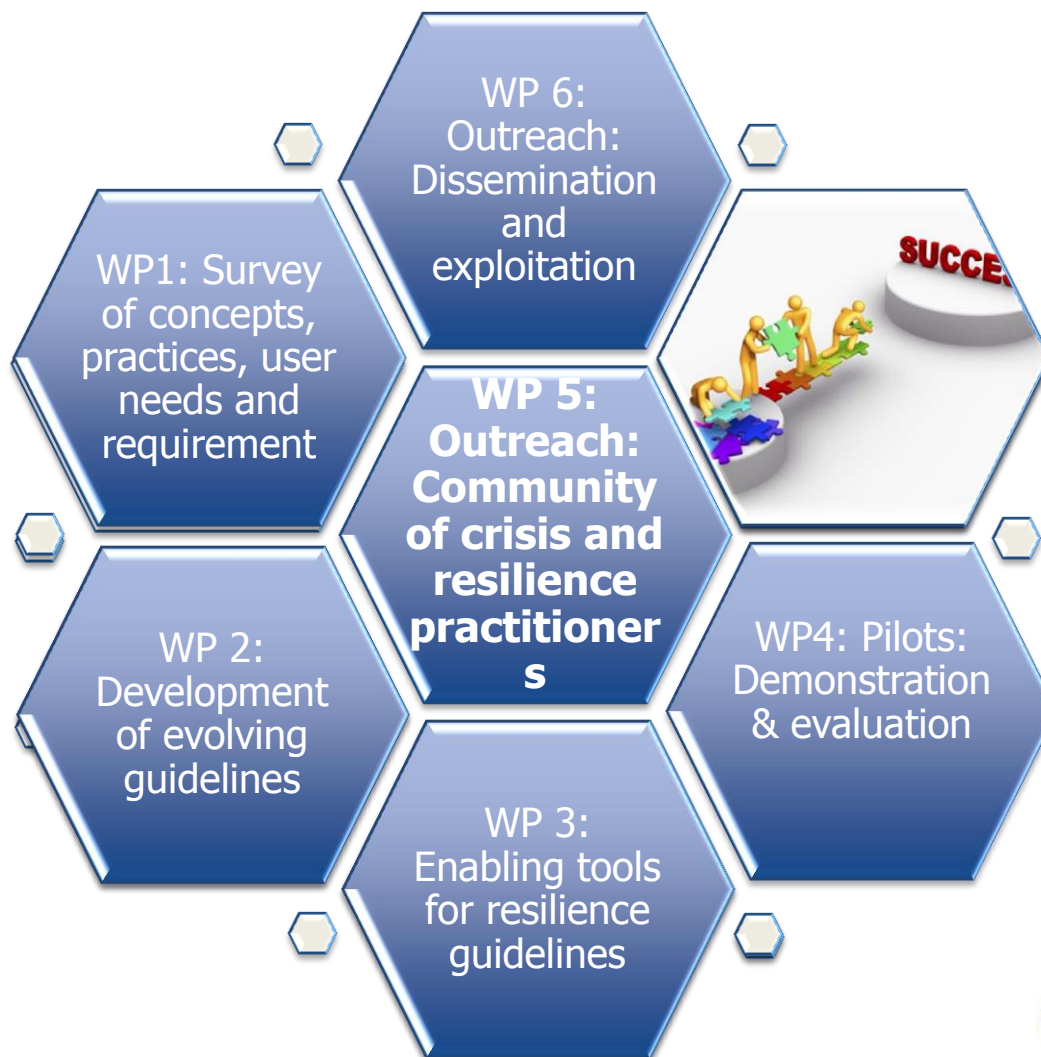 WP 6:
Outreach:
Dissemination
and
exploitation
WP1: Survey
of concepts,
practices, user
needs and
requirement
SUCCES
WP 5:
Outreach:
Community
of crisis and
resilience
practitioner
s
WP 2:
Development
of evolving
guidelines
WP4: Pilots:
Demonstration
& evaluation
WP 3:
Enabling tools
for resilience
guidelines